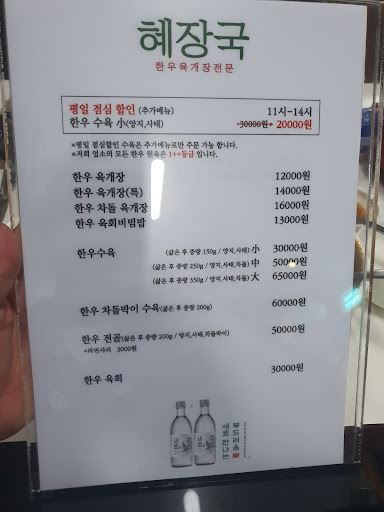 혜장국
한우육개장전문
평일 점심 할인 (추가메뉴) 11시-14시
한우 수육 小(양지,사태) 30000원 20000원
※평일 점심할인 수육은 추가메뉴로만 주문 가능 합니다.
※저희 업소의 모든 한우 원육은 1++등급 입니다.
한우 육개장 12000원
한우 육개장(특) 14000원
한우 차돌 육개장 16000원
한우 육회비빔밥 13000원
한우수육 (삶은 후 중량 150g / 양지,사태) 小 30000원
(삶은 후 중량 250g / 양지,사태,차돌) 中 50000원
(삶은 후 중량 350g / 양지,사태,차돌) 大 65000원
한우 차돌박이 수육(삶은 후 중량 200g) 60000원
한우 전골(삶은 후 중량 200g / 양지,사태,차돌박이) 50000원
+라면사리 3000원
한우 육회 30000원
부드러운
새로 만나는
새로